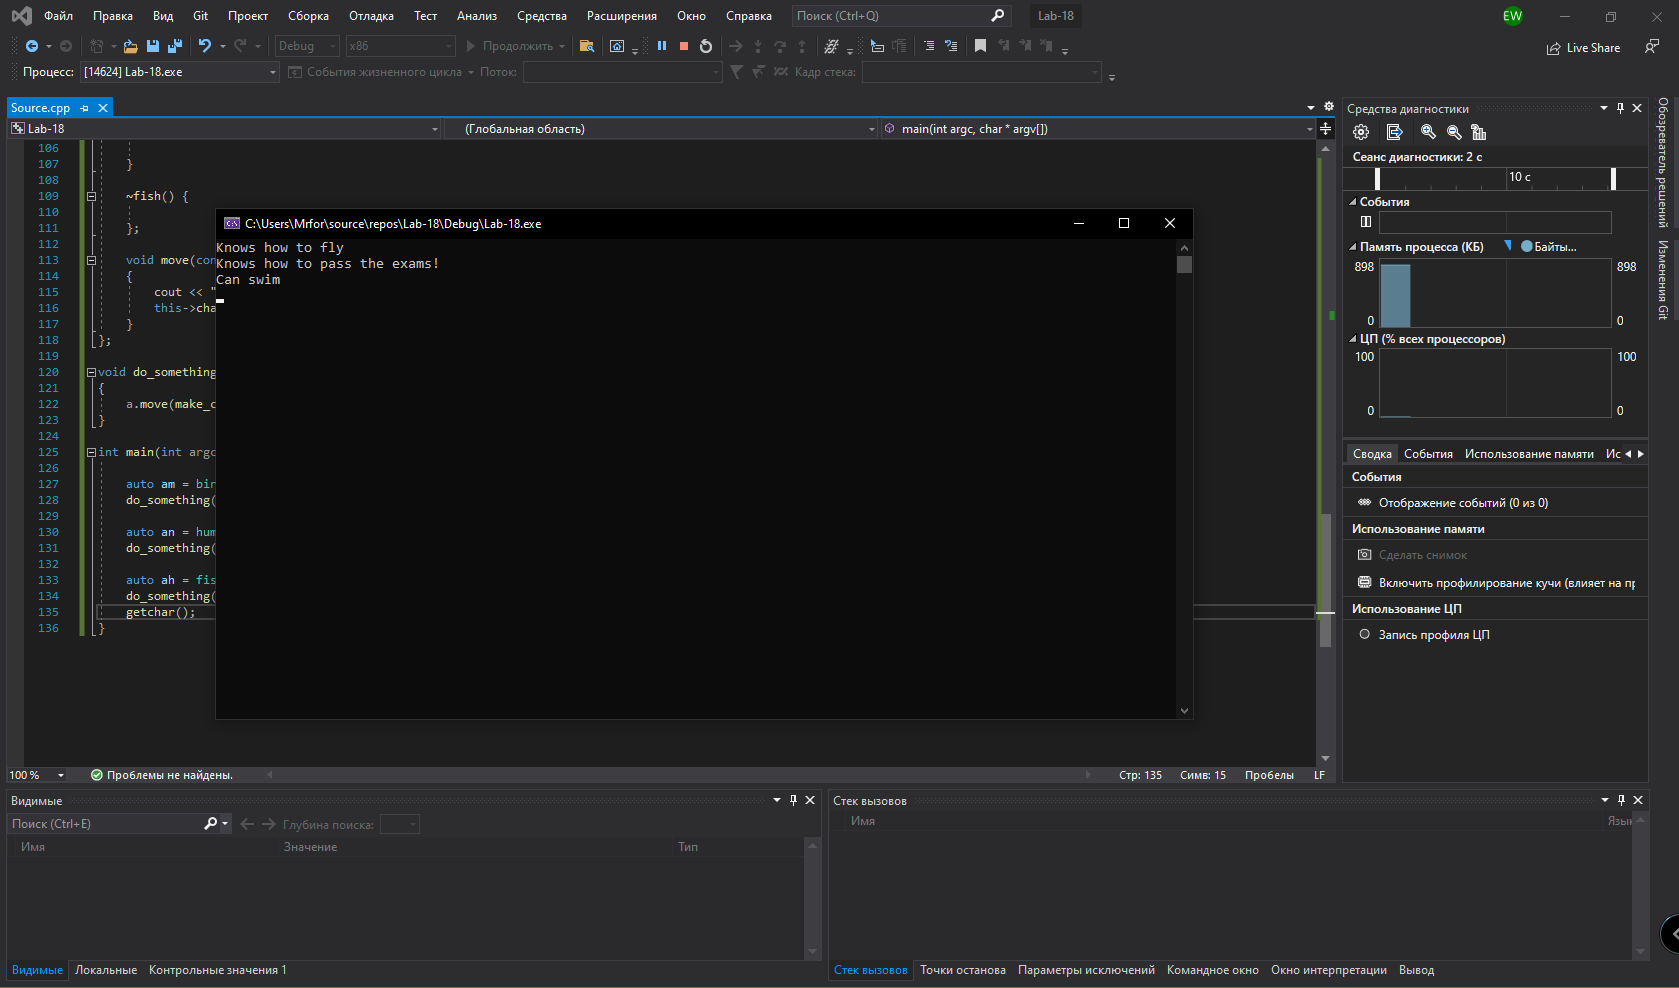 Файл Правка Вид Git Проект Сборка Отладка Тест Анализ Средства Расширения Окно Справка Поиск (Ctrl+Q) Lab-18 EW
Debug x86 Продолжить Live Share
Процесс: [14624] Lab-18.exe События жизненного цикла Поток: Кадр стека:
Source.cpp
Lab-18 (Глобальная область) main(int argc, char * argv[])
106
107 }
108
109 ~fish() {
110
111 };
112
113 void move(con
114 {
115 cout << "
116 this->cha
117 }
118 };
119
120 void do_something
121 {
122 a.move(make_c
123 }
124
125 int main(int argc
126
127 auto am = bin
128 do_something(
129
130 auto an = hum
131 do_something(
132
133 auto ah = fis
134 do_something(
135 getchar();
136 }
C:\Users\Mrfor\source\repos\Lab-18\Debug\Lab-18.exe
Knows how to fly
Knows how to pass the exams!
Can swim
100 % Проблемы не найдены. Стр: 135 Симв: 15 Пробелы LF
Средства диагностики
Сеанс диагностики: 2 с
10 с
События
Память процесса (КБ) Байты...
898 898
0 0
ЦП (% всех процессоров)
100 100
0 0
Сводка События Использование памяти Ис
События
Отображение событий (0 из 0)
Использование памяти
Сделать снимок
Включить профилирование кучи (влияет на пр
Использование ЦП
Запись профиля ЦП
Обозреватель решений
Изменения Git
Видимые
Поиск (Ctrl+E) Глубина поиска:
Имя Значение Тип
Видимые Локальные Контрольные значения 1
Стек вызовов
Имя Язык
Стек вызовов Точки останова Параметры исключений Командное окно Окно интерпретации Вывод